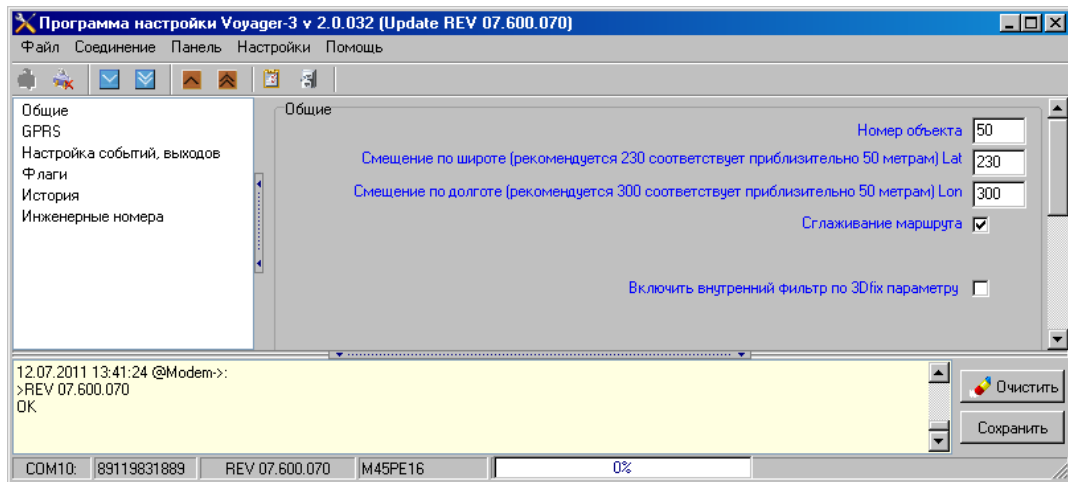 Программа настройки Voyager-3 v 2.0.032 (Update REV 07.600.070)
Файл Соединение Панель Настройки Помощь
Общие
GPRS
Настройка событий, выходов
Флаги
История
Инженерные номера
Общие
Номер объекта 50
Смещение по широте (рекомендуется 230 соответствует приблизительно 50 метрам) Lat 230
Смещение по долготе (рекомендуется 300 соответствует приблизительно 50 метрам) Lon 300
Сглаживание маршрута
Включить внутренний фильтр по 3Dfix параметру
12.07.2011 13:41:24 @Modem->:
>REV 07.600.070
OK
Очистить
Сохранить
COM10: 89119831889 REV 07.600.070 M45PE16 0%